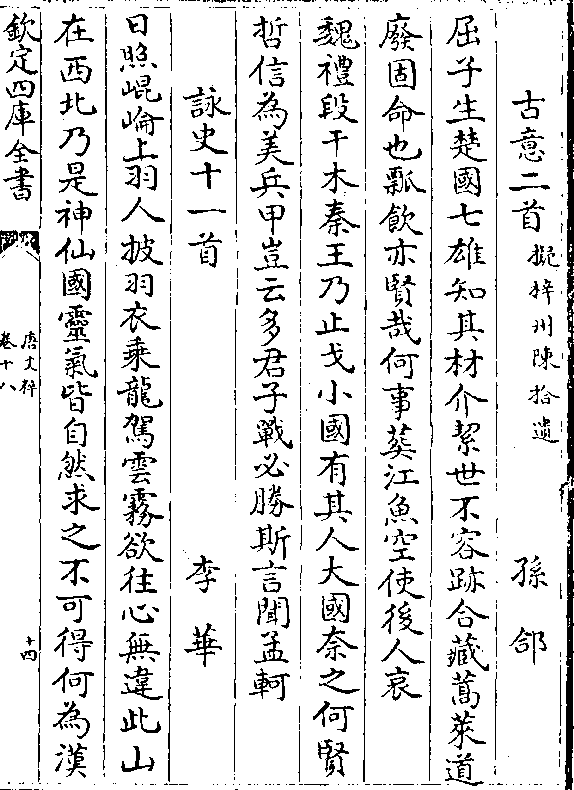 古意二首擬梓州陳拾遺 孫郃
屈子生楚國七雄知其材介絜世不容跡合藏蒿萊道
廢固命也瓢飲亦賢哉何事葬江魚空使後人哀
魏禮段干木秦王乃止戈小國有其人大國奈之何賢
哲信為美兵甲豈云多君子戰必勝斯言聞孟軻
詠史十一首 李華
日照崐崘上羽人披羽衣乘龍駕雲霧欲往心無違此山
在西北乃是神仙國靈氣皆自然求之不可得何為漢
欽定四庫全書 唐文粹卷十八 十四